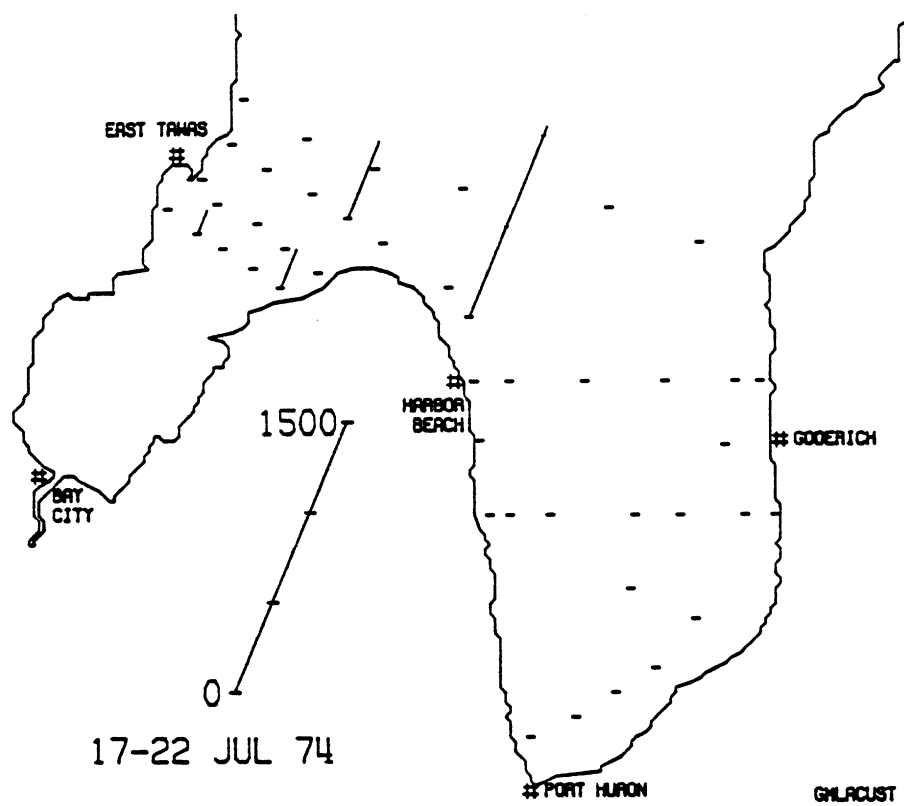 EAST TAWAS
1500
HARBOR
BEACH
GODERICH
BAY
CITY
0
17-22 JUL 74
PORT HURON
GMLACUST